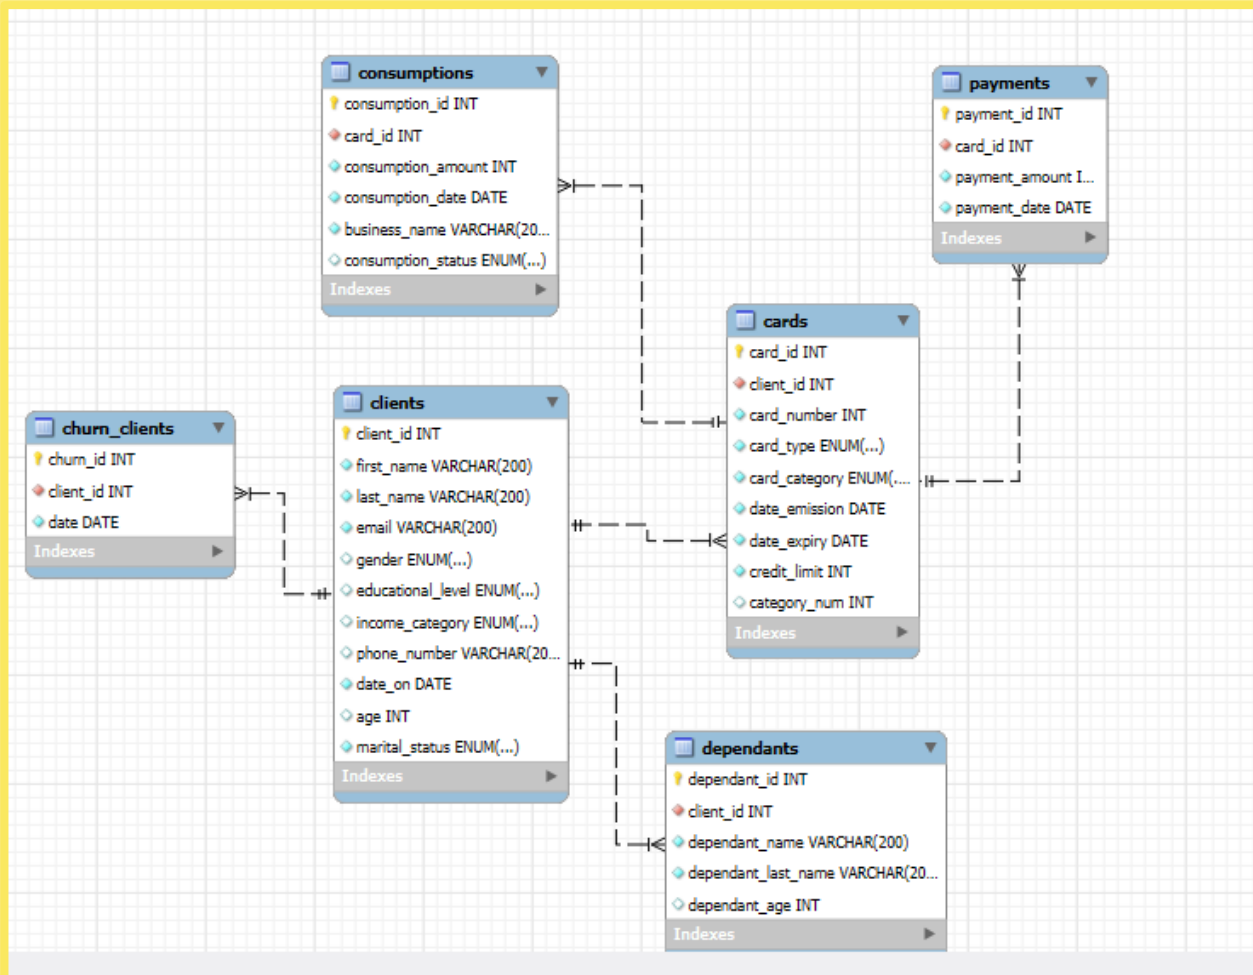 consumptions
consumption_id INT
card_id INT
consumption_amount INT
consumption_date DATE
business_name VARCHAR(20...
consumption_status ENUM(...)
Indexes
payments
payment_id INT
card_id INT
payment_amount I...
payment_date DATE
Indexes
cards
card_id INT
client_id INT
card_number INT
card_type ENUM(...)
card_category ENUM(....
date_emission DATE
date_expiry DATE
credit_limit INT
category_num INT
Indexes
clients
client_id INT
first_name VARCHAR(200)
last_name VARCHAR(200)
email VARCHAR(200)
gender ENUM(...)
educational_level ENUM(...)
income_category ENUM(...)
phone_number VARCHAR(20...
date_on DATE
age INT
marital_status ENUM(...)
Indexes
churn_clients
churn_id INT
client_id INT
date DATE
Indexes
dependants
dependant_id INT
client_id INT
dependant_name VARCHAR(200)
dependant_last_name VARCHAR(20...
dependant_age INT
Indexes